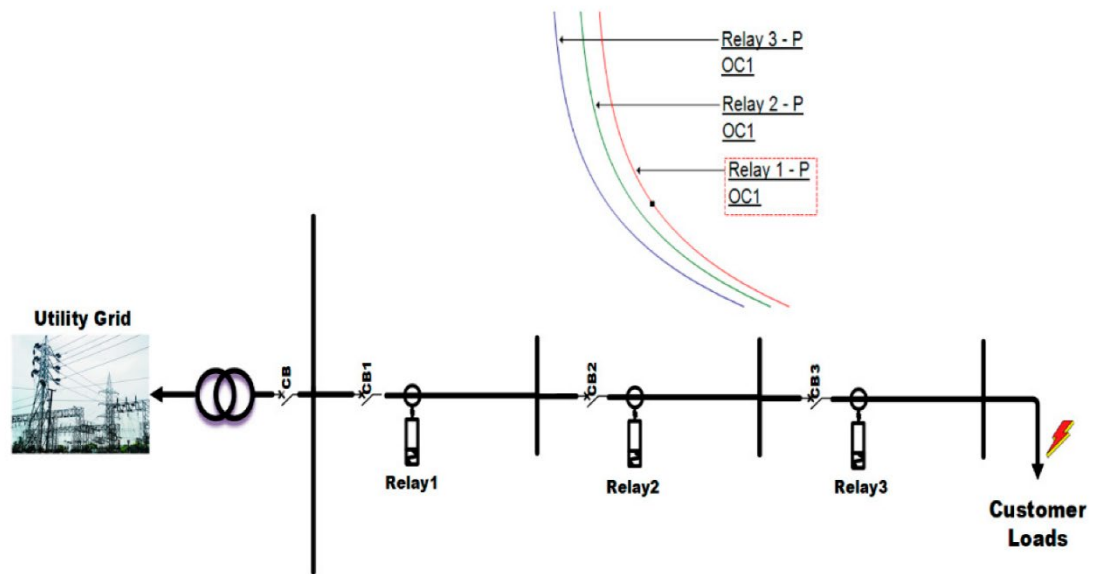 Relay 3 - P
OC1
Relay 2 - P
OC1
Relay 1 - P
OC1
Utility Grid
CB
CB1
CB2
CB3
Relay1
Relay2
Relay3
Customer
Loads